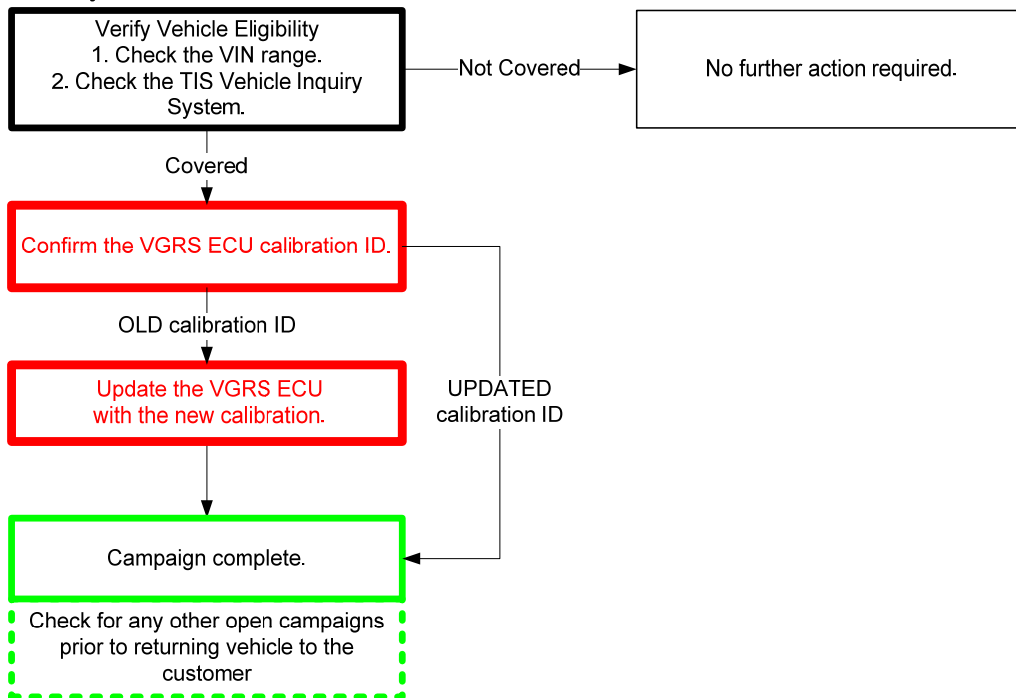 Verify Vehicle Eligibility
1. Check the VIN range.
2. Check the TIS Vehicle Inquiry
System.
Not Covered
No further action required.
Covered
Confirm the VGRS ECU calibration ID.
OLD calibration ID
Update the VGRS ECU
with the new calibration.
UPDATED
calibration ID
Campaign complete.
Check for any other open campaigns
prior to returning vehicle to the
customer